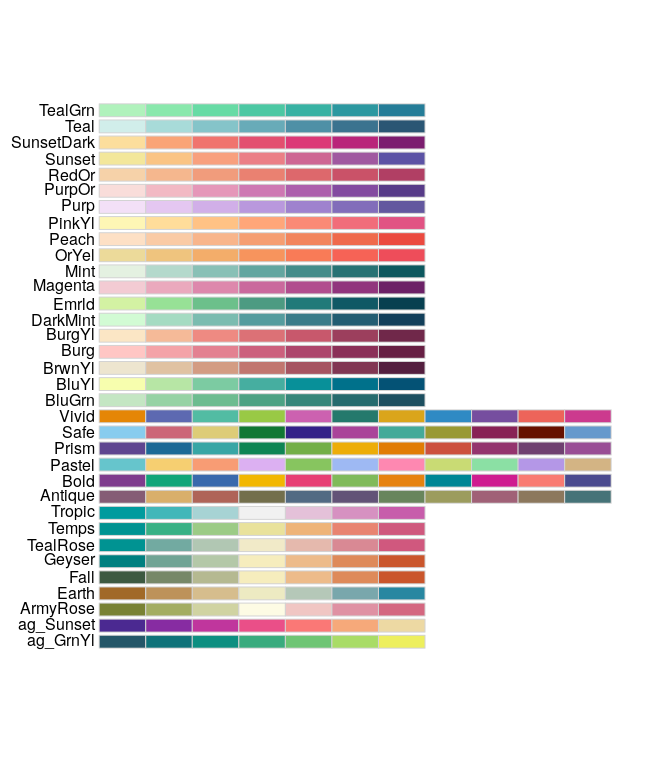 TealGrn
Teal
SunsetDark
Sunset
RedOr
PurpOr
Purp
PinkYl
Peach
OrYel
Mint
Magenta
Emrld
DarkMint
BurgYl
Burg
BrwnYl
BluYl
BluGrn
Vivid
Safe
Prism
Pastel
Bold
Antique
Tropic
Temps
TealRose
Geyser
Fall
Earth
ArmyRose
ag_Sunset
ag_GrnYl